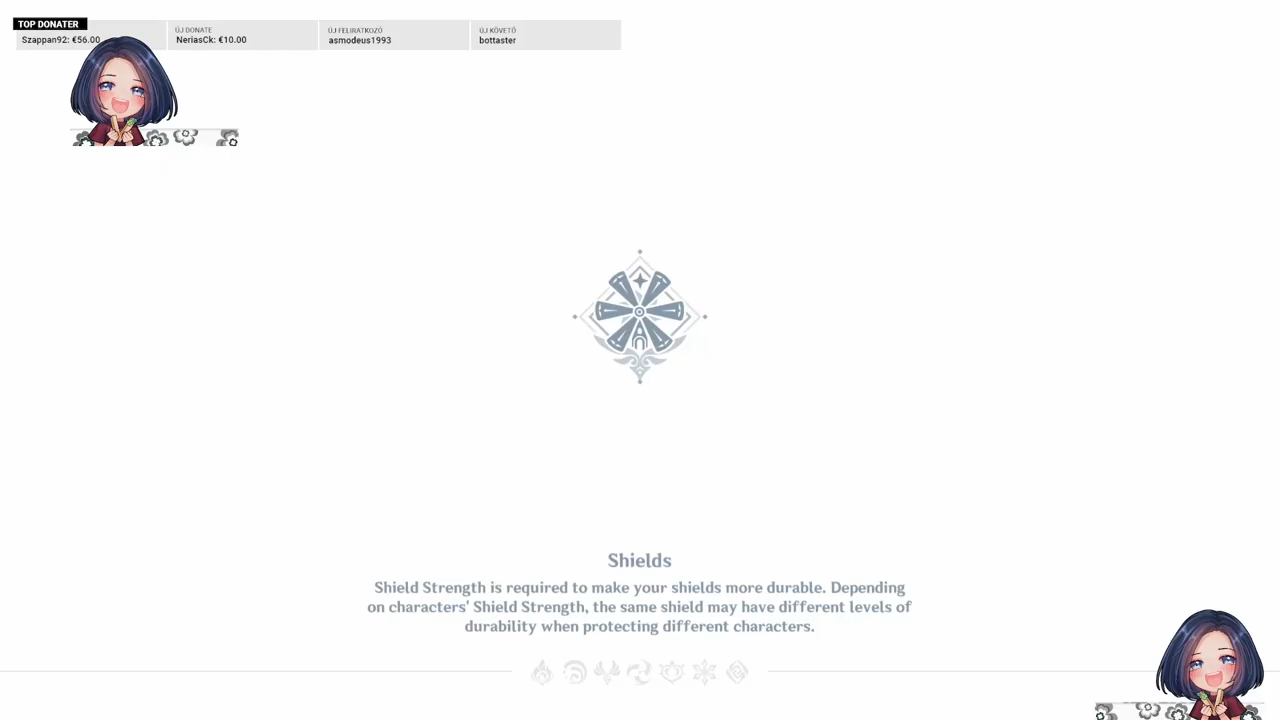 TOP DONATER
Szappan92: €56.00
ÚJ DONATE
NeriasCk: €10.00
ÚJ FELIRATKOZÓ
asmodeus1993
ÚJ KÖVETŐ
bottaster
Shields
Shield Strength is required to make your shields more durable. Depending
on characters' Shield Strength, the same shield may have different levels of
durability when protecting different characters.